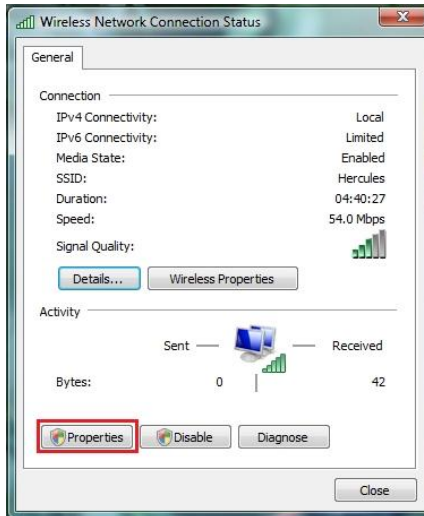 Wireless Network Connection Status
General
Connection
IPv4 Connectivity: Local
IPv6 Connectivity: Limited
Media State: Enabled
SSID: Hercules
Duration: 04:40:27
Speed: 54.0 Mbps
Signal Quality:
Details... Wireless Properties
Activity
Sent Received
Bytes: 0 42
Properties Disable Diagnose
Close